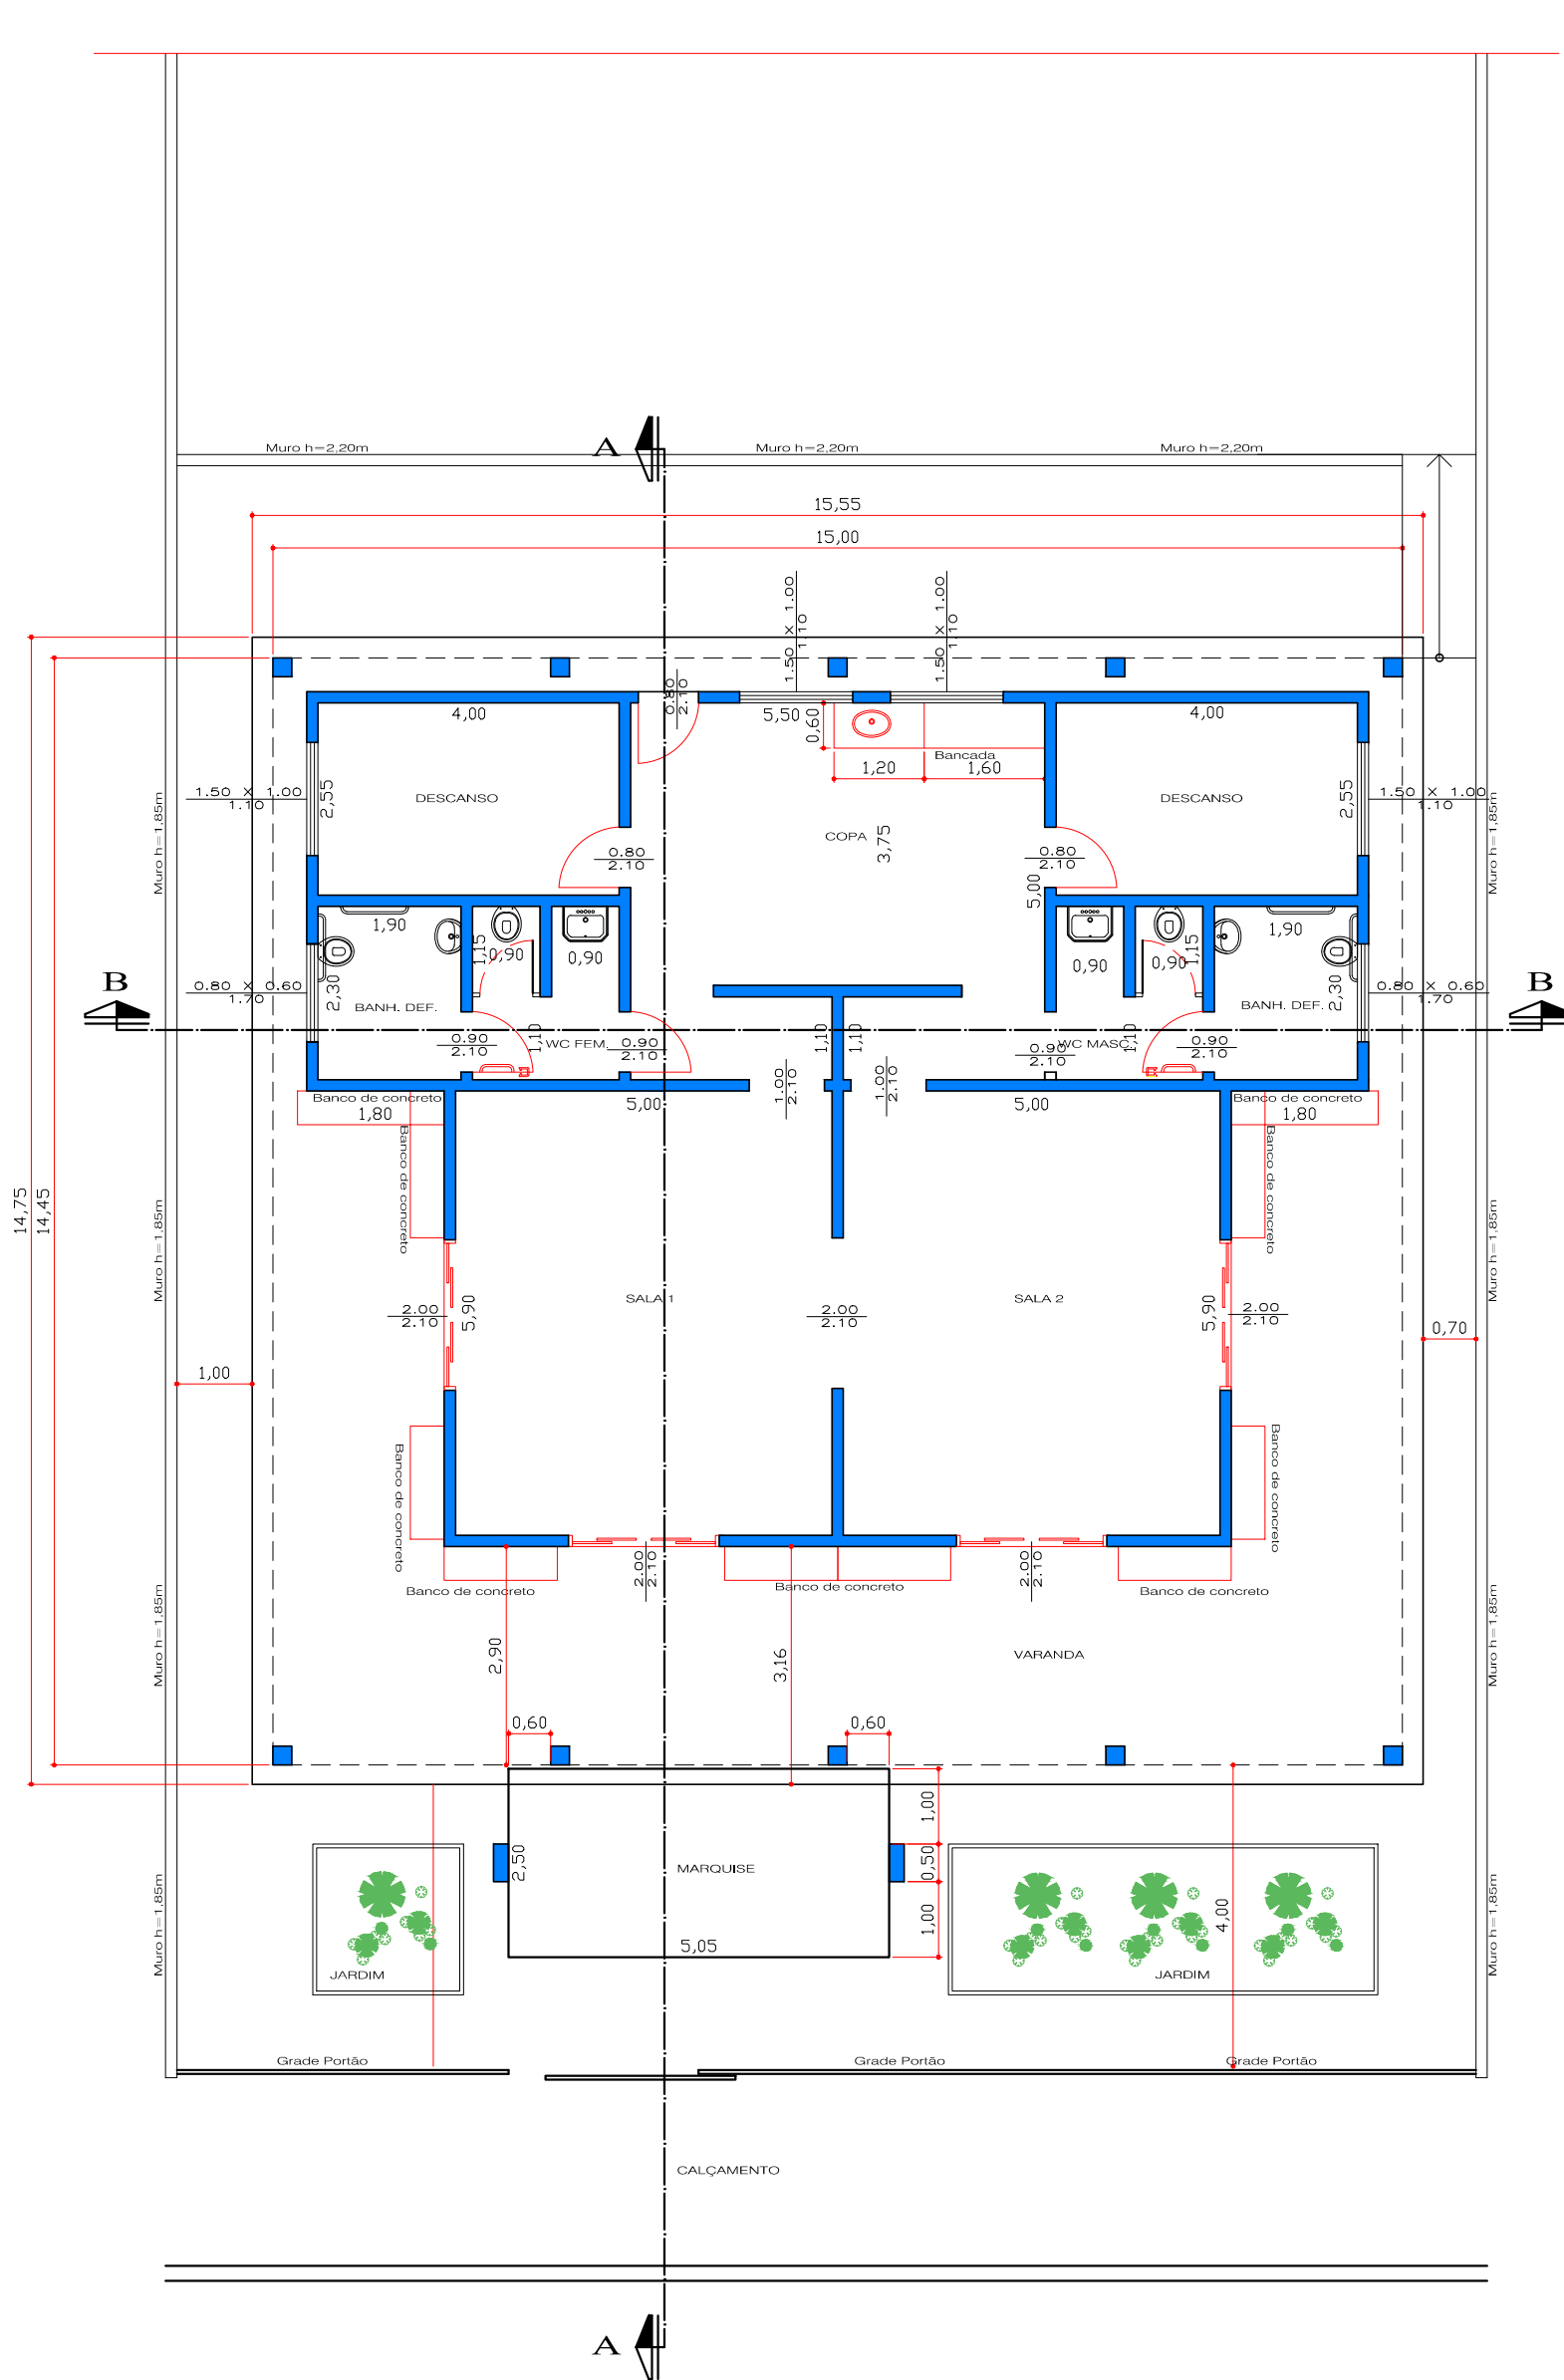 Muro h=2,20m
A
Muro h=2,20m
Muro h=2,20m
15,55
15,00
1.50 x 1.00
1,10
1.50 x 1.00
1,10
0.80
2.10
4,00
5,50
0,60
4,00
Bancada
1,20
1,60
1.50 x 1.00
1.10
2,55
DESCANSO
DESCANSO
2,55
1.50 x 1.00
1.10
Muro h=1,85m
Muro h=1,85m
COPA
3,75
0.80
2.10
0.80
2.10
5,00
1,90
1,15
0,90
0,90
0,90
0,90
1,15
1,90
B
0.80 x 0.60
1.70
2,30
BANH. DEF.
BANH. DEF.
2,30
0.80 x 0.60
1.70
B
0.90
2.10
1,10
WC FEM.
0.90
2.10
1,10
1,10
0.90
2.10
WC MASC.
1,10
0.90
2.10
1.00
2.10
1.00
2.10
Banco de concreto
1,80
5,00
5,00
Banco de concreto
1,80
Banco de concreto
Banco de concreto
14,75
14,45
Muro h=1,85m
Muro h=1,85m
SALA 1
SALA 2
2.00
2.10
5,90
2.00
2.10
5,90
2.00
2.10
0,70
1,00
Banco de concreto
Banco de concreto
2.00
2.10
2.00
2.10
Banco de concreto
Banco de concreto
Banco de concreto
Muro h=1,85m
Muro h=1,85m
2,90
3,16
VARANDA
0,60
0,60
1,00
2,50
MARQUISE
0,50
1,00
4,00
5,05
Muro h=1,85m
Muro h=1,85m
JARDIM
JARDIM
Grade Portão
Grade Portão
Grade Portão
CALÇAMENTO
A